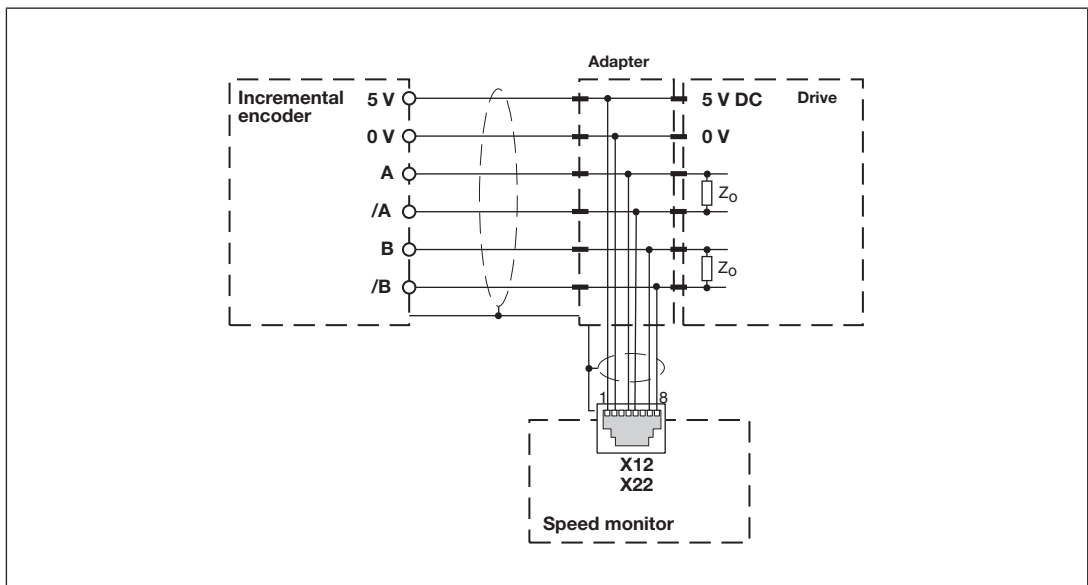 Adapter
Incremental
encoder
5 V
0 V
A
/A
B
/B
5 V DC
Drive
0 V
Z0
Z0
1
8
X12
X22
Speed monitor